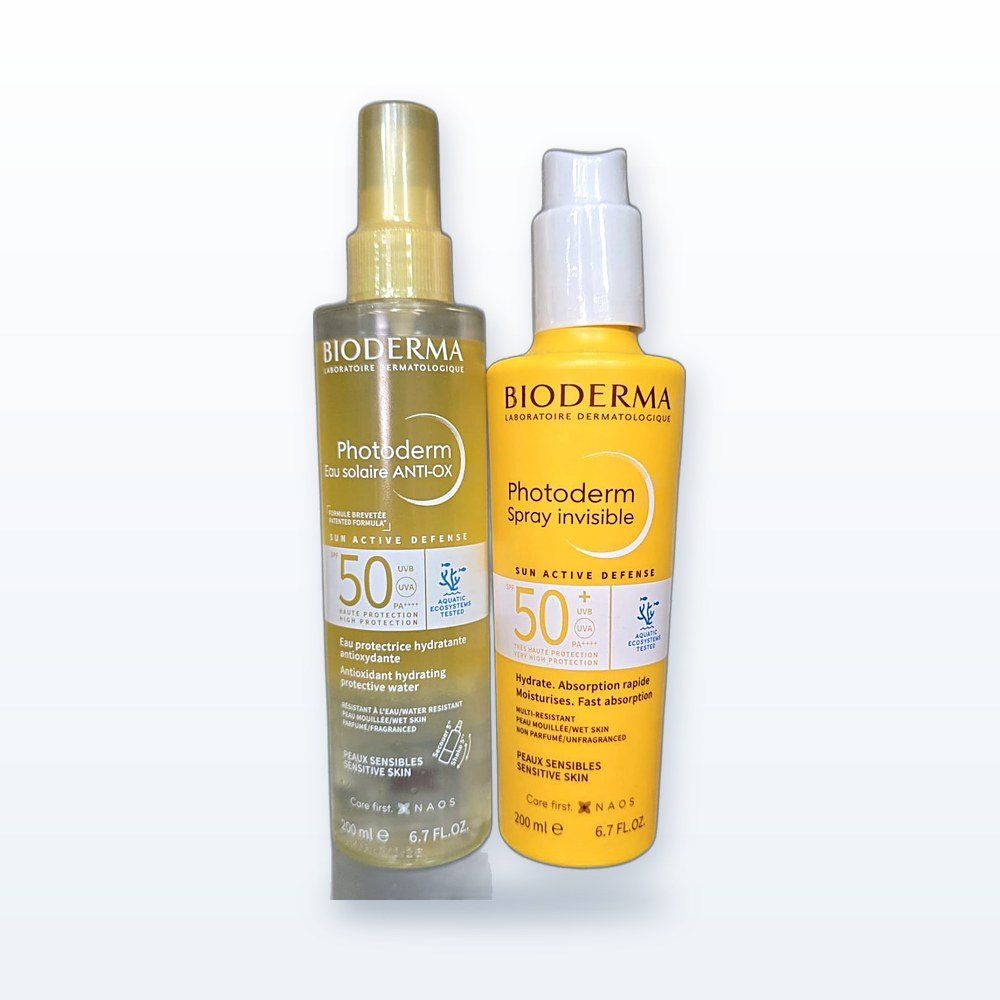 BIODERMA
LABORATOIRE DERMATOLOGIQUE
Photoderm
Eau solaire ANTI-OX
FORMULE BREVETÉE
PATENTED FORMULA*
SUN ACTIVE DEFENSE
SPF 50
UVB
UVA
PA++++
HAUTE PROTECTION
HIGH PROTECTION
AQUATIC
ECOSYSTEMS
TESTED
Eau protectrice hydratante
antioxydante
Antioxidant hydrating
protective water
RÉSISTANT À L'EAU/WATER RESISTANT
PEAU MOUILLÉE/WET SKIN
PARFUMÉ/FRAGRANCED
Secouer 5"
Shake 5"
PEAUX SENSIBLES
SENSITIVE SKIN
Care first. NAOS
200 ml e 6.7 FL.OZ.
BIODERMA
LABORATOIRE DERMATOLOGIQUE
Photoderm
Spray invisible
SUN ACTIVE DEFENSE
SPF 50+
UVB
UVA
PA++++
TRÈS HAUTE PROTECTION
VERY HIGH PROTECTION
AQUATIC
ECOSYSTEMS
TESTED
Hydrate. Absorption rapide
Moisturises. Fast absorption
MULTI-RESISTANT
PEAU MOUILLÉE/WET SKIN
NON PARFUMÉ/UNFRAGRANCED
PEAUX SENSIBLES
SENSITIVE SKIN
Care first. NAOS
200 ml e 6.7 FL.OZ.